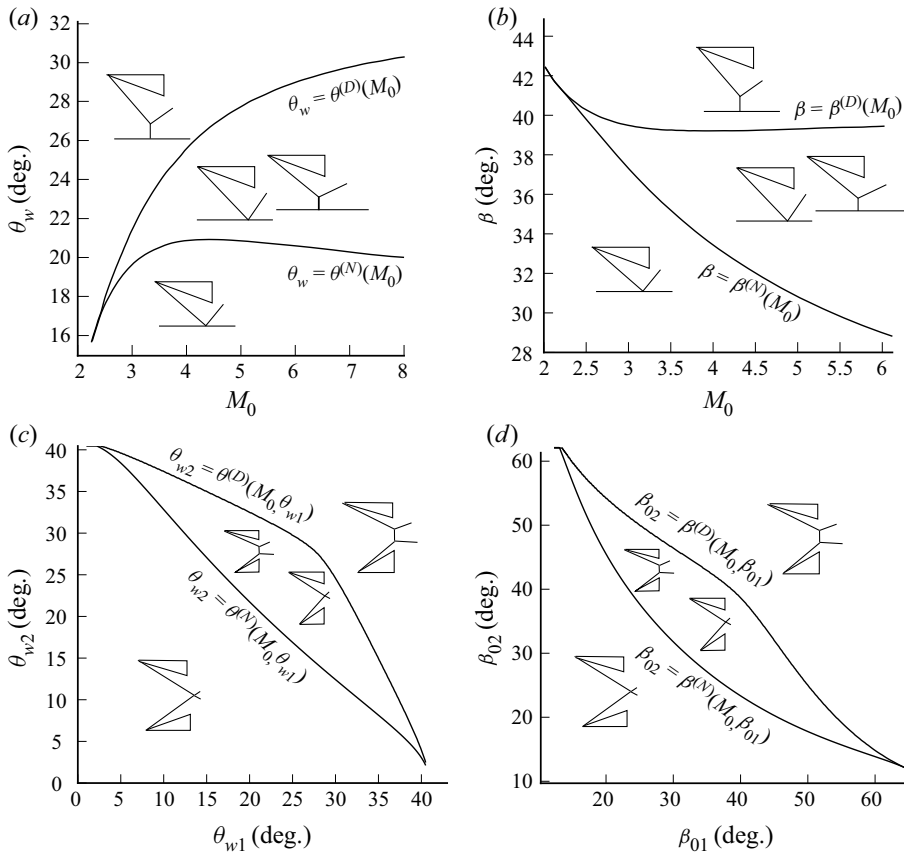 (a)
32
30
28
26
24
22
20
18
16
θw (deg.)
θw = θ(D)(M0)
θw = θ(N)(M0)
2 3 4 5 6 7 8
M0
(b)
44
42
40
38
36
34
32
30
28
β (deg.)
β = β(D)(M0)
β = β(N)(M0)
2 2.5 3 3.5 4 4.5 5 5.5 6
M0
(c)
40
35
30
25
20
15
10
5
0
θw2 (deg.)
θw2 = θ(D)(M0, θw1)
θw2 = θ(N)(M0, θw1)
0 5 10 15 20 25 30 35 40
θw1 (deg.)
(d)
60
50
40
30
20
10
β02 (deg.)
β02 = β(D)(M0, β01)
β02 = β(N)(M0, β01)
20 30 40 50 60
β01 (deg.)